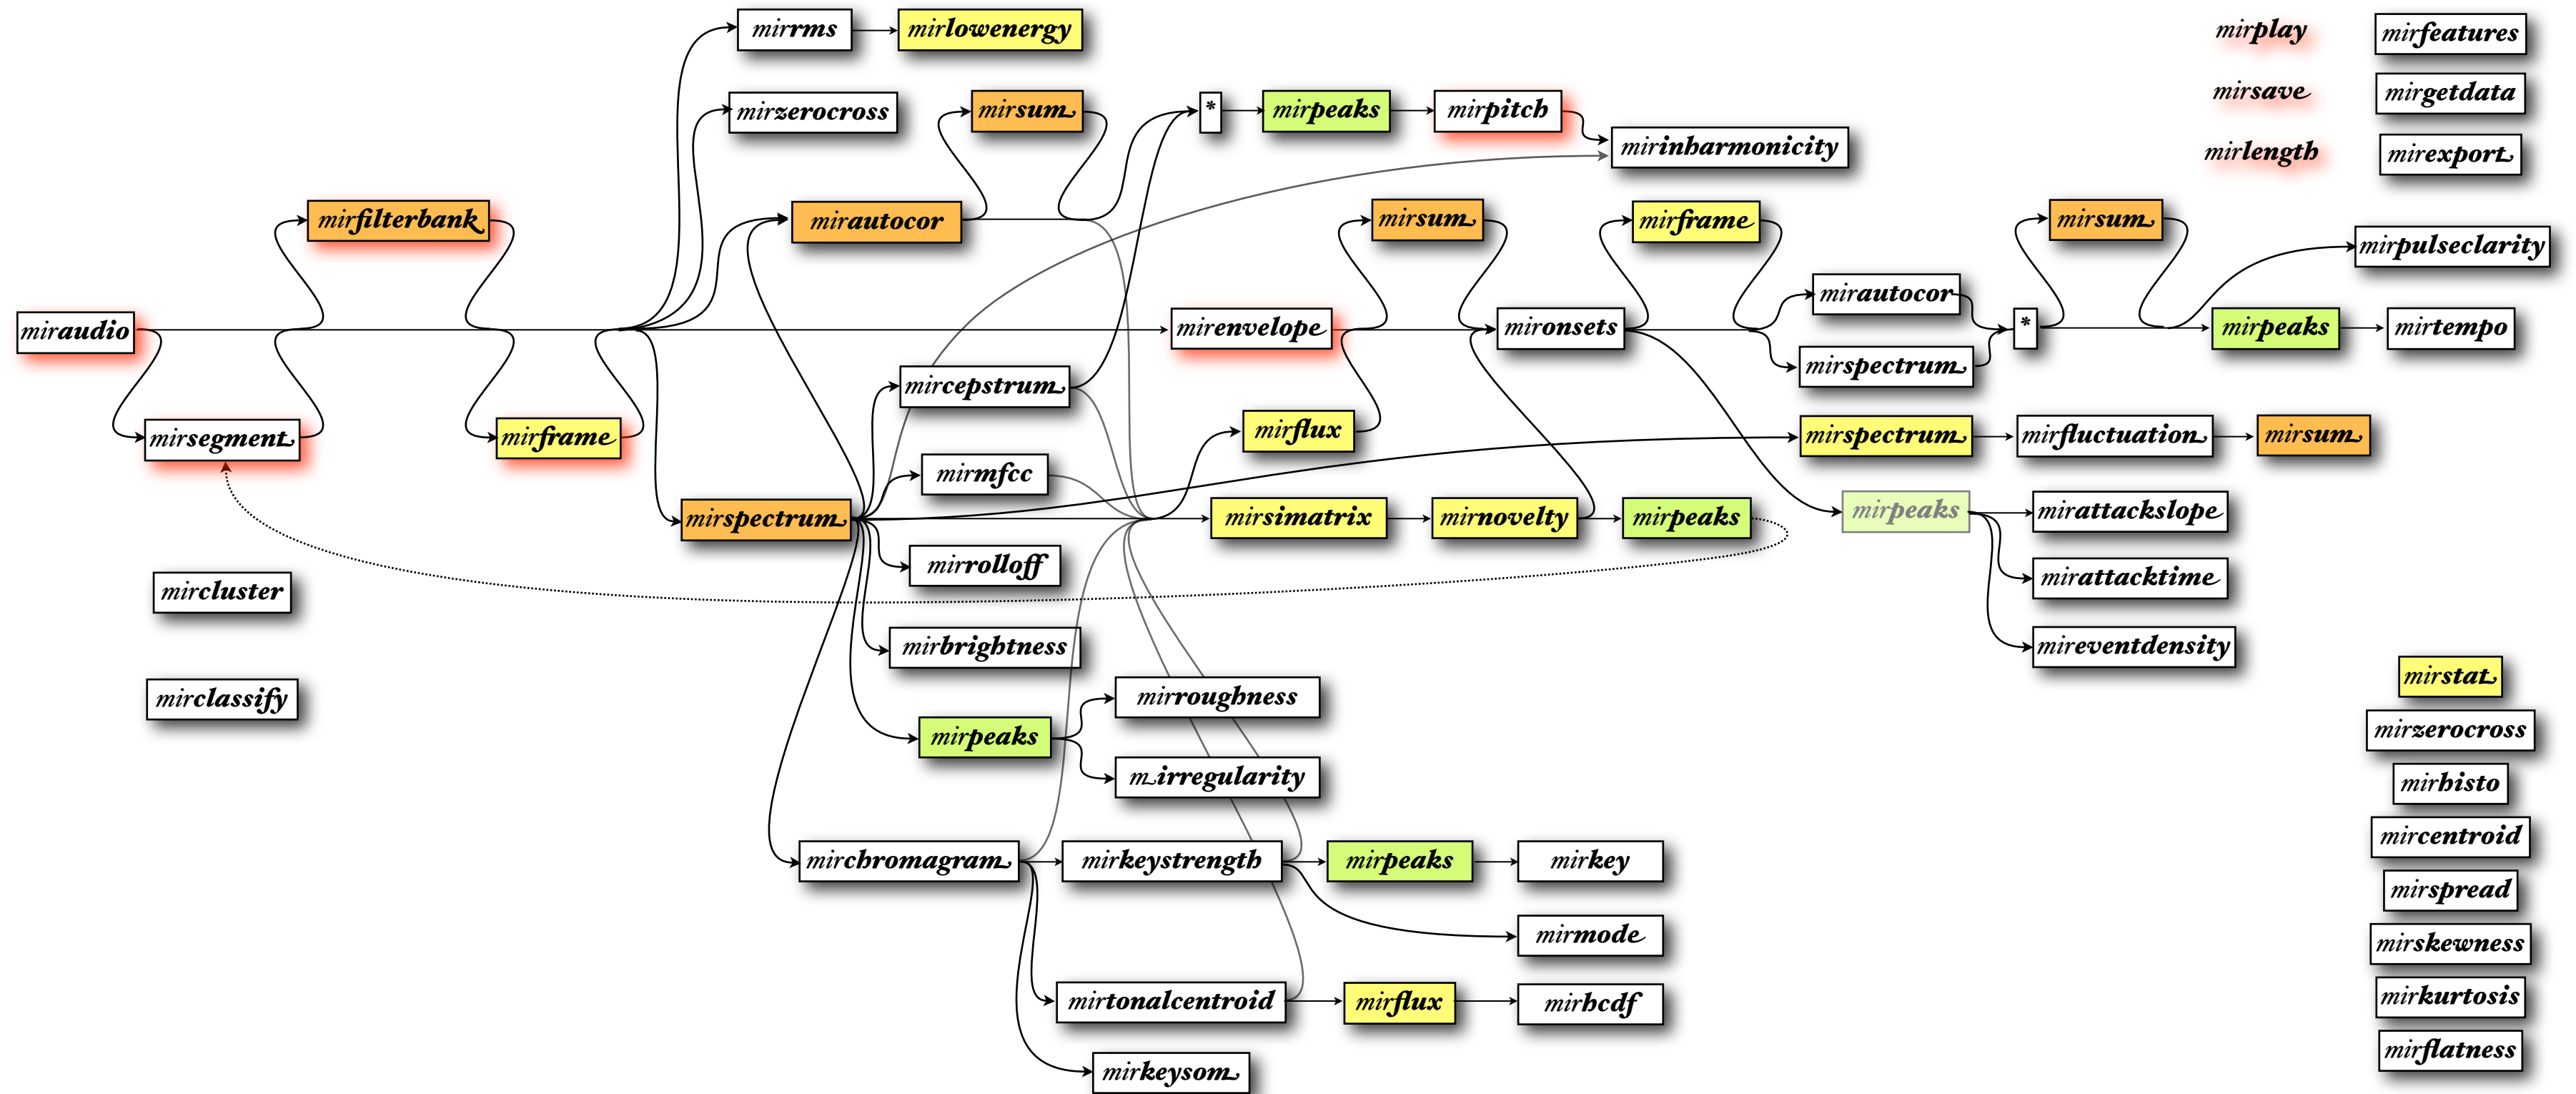 mirrms
mirlowenergy
mirplay
mirfeatures
mirzerocross
mirsum
*
mirpeaks
mirpitch
mirinharmonicity
mirsave
mirgetdata
mirlength
mirexport
mirfilterbank
mirautocor
mirsum
mirframe
mirsum
mirpulseclarity
miraudio
mirenvelope
mironsets
mirautocor
*
mirpeaks
mirtempo
mirspectrum
mircepstrum
mirsegment
mirframe
mirflux
mirspectrum
mirfluctuation
mirsum
mirmfcc
mirspectrum
mirsimatrix
mirnovelty
mirpeaks
mirpeaks
mirattackslope
mirrolloff
mirattacktime
mircluster
mirbrightness
mireventdensity
mirclassify
mirroughness
mirpeaks
m irregularity
mirstat
mirzerocross
mirhisto
mircentroid
mirspread
mirskewness
mirkurtosis
mirflatness
mirchromagram
mirkeystrength
mirpeaks
mirkey
mirmode
mirtonalcentroid
mirflux
mirhcdf
mirkeysom